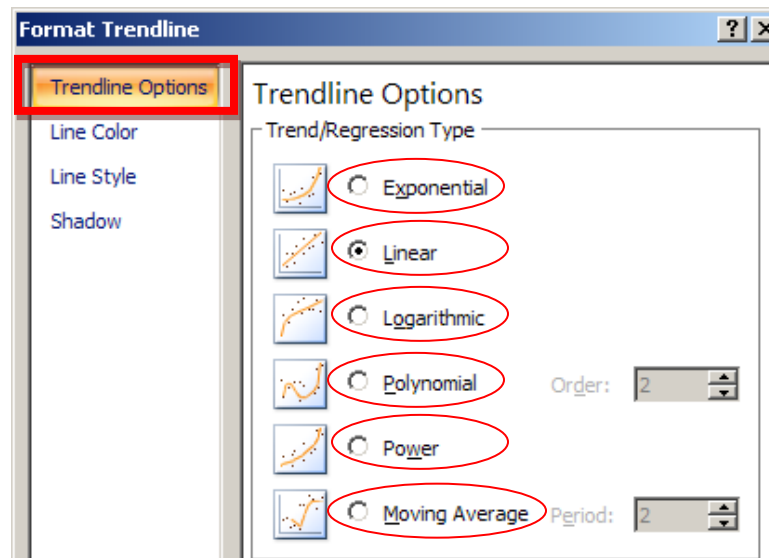 Format Trendline
Trendline Options
Line Color
Line Style
Shadow
Trendline Options
Trend/Regression Type
Exponential
Linear
Logarithmic
Polynomial Order: 2
Power
Moving Average Period: 2